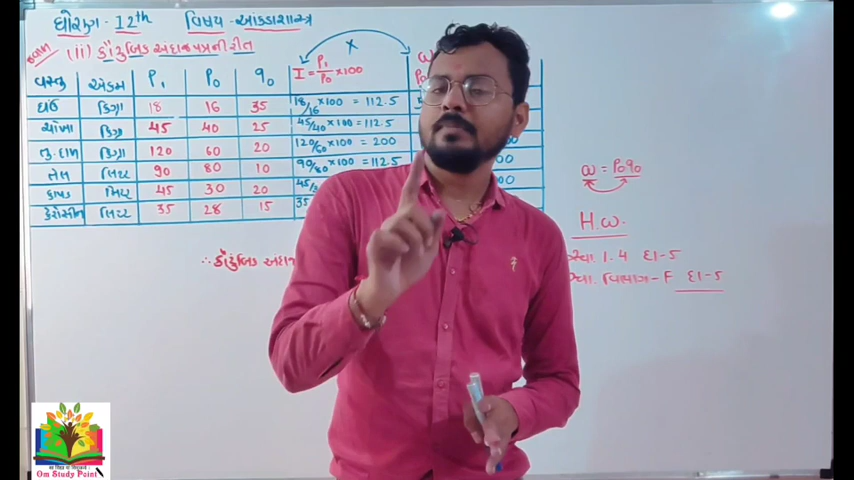 ધોરણ - 12th વિષય - આંકડાશાસ્ત્ર
(ii) કૌટુંબિક અંદાજપત્રની રીત
વસ્તુ એકમ P₁ P₀ q₀ I = P₁/P₀ × 100
ઘઉં કિગ્રા 18 16 35 18/16 × 100 = 112.5
ચોખા કિગ્રા 45 40 25 45/40 × 100 = 112.5
તુ. દાળ કિગ્રા 120 60 20 120/60 × 100 = 200
તેલ લિટર 90 80 10 90/80 × 100 = 112.5
કાપડ મિટર 45 30 20
કેરોસીન લિટર 35 28 15 35
ω = P₀q₀
H.W.
1.4 દા-5
વિભાગ - F દા-5
∴ કૌટુંબિક
Om Study Point